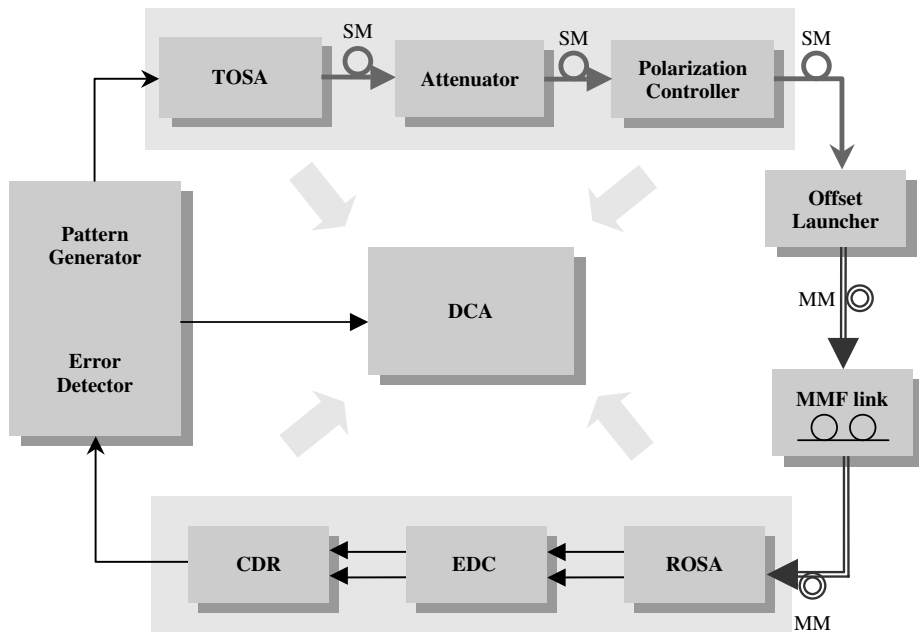 SM
SM
SM
TOSA
Attenuator
Polarization
Controller
Offset
Launcher
Pattern
Generator
Error
Detector
DCA
MM
MMF link
CDR
EDC
ROSA
MM